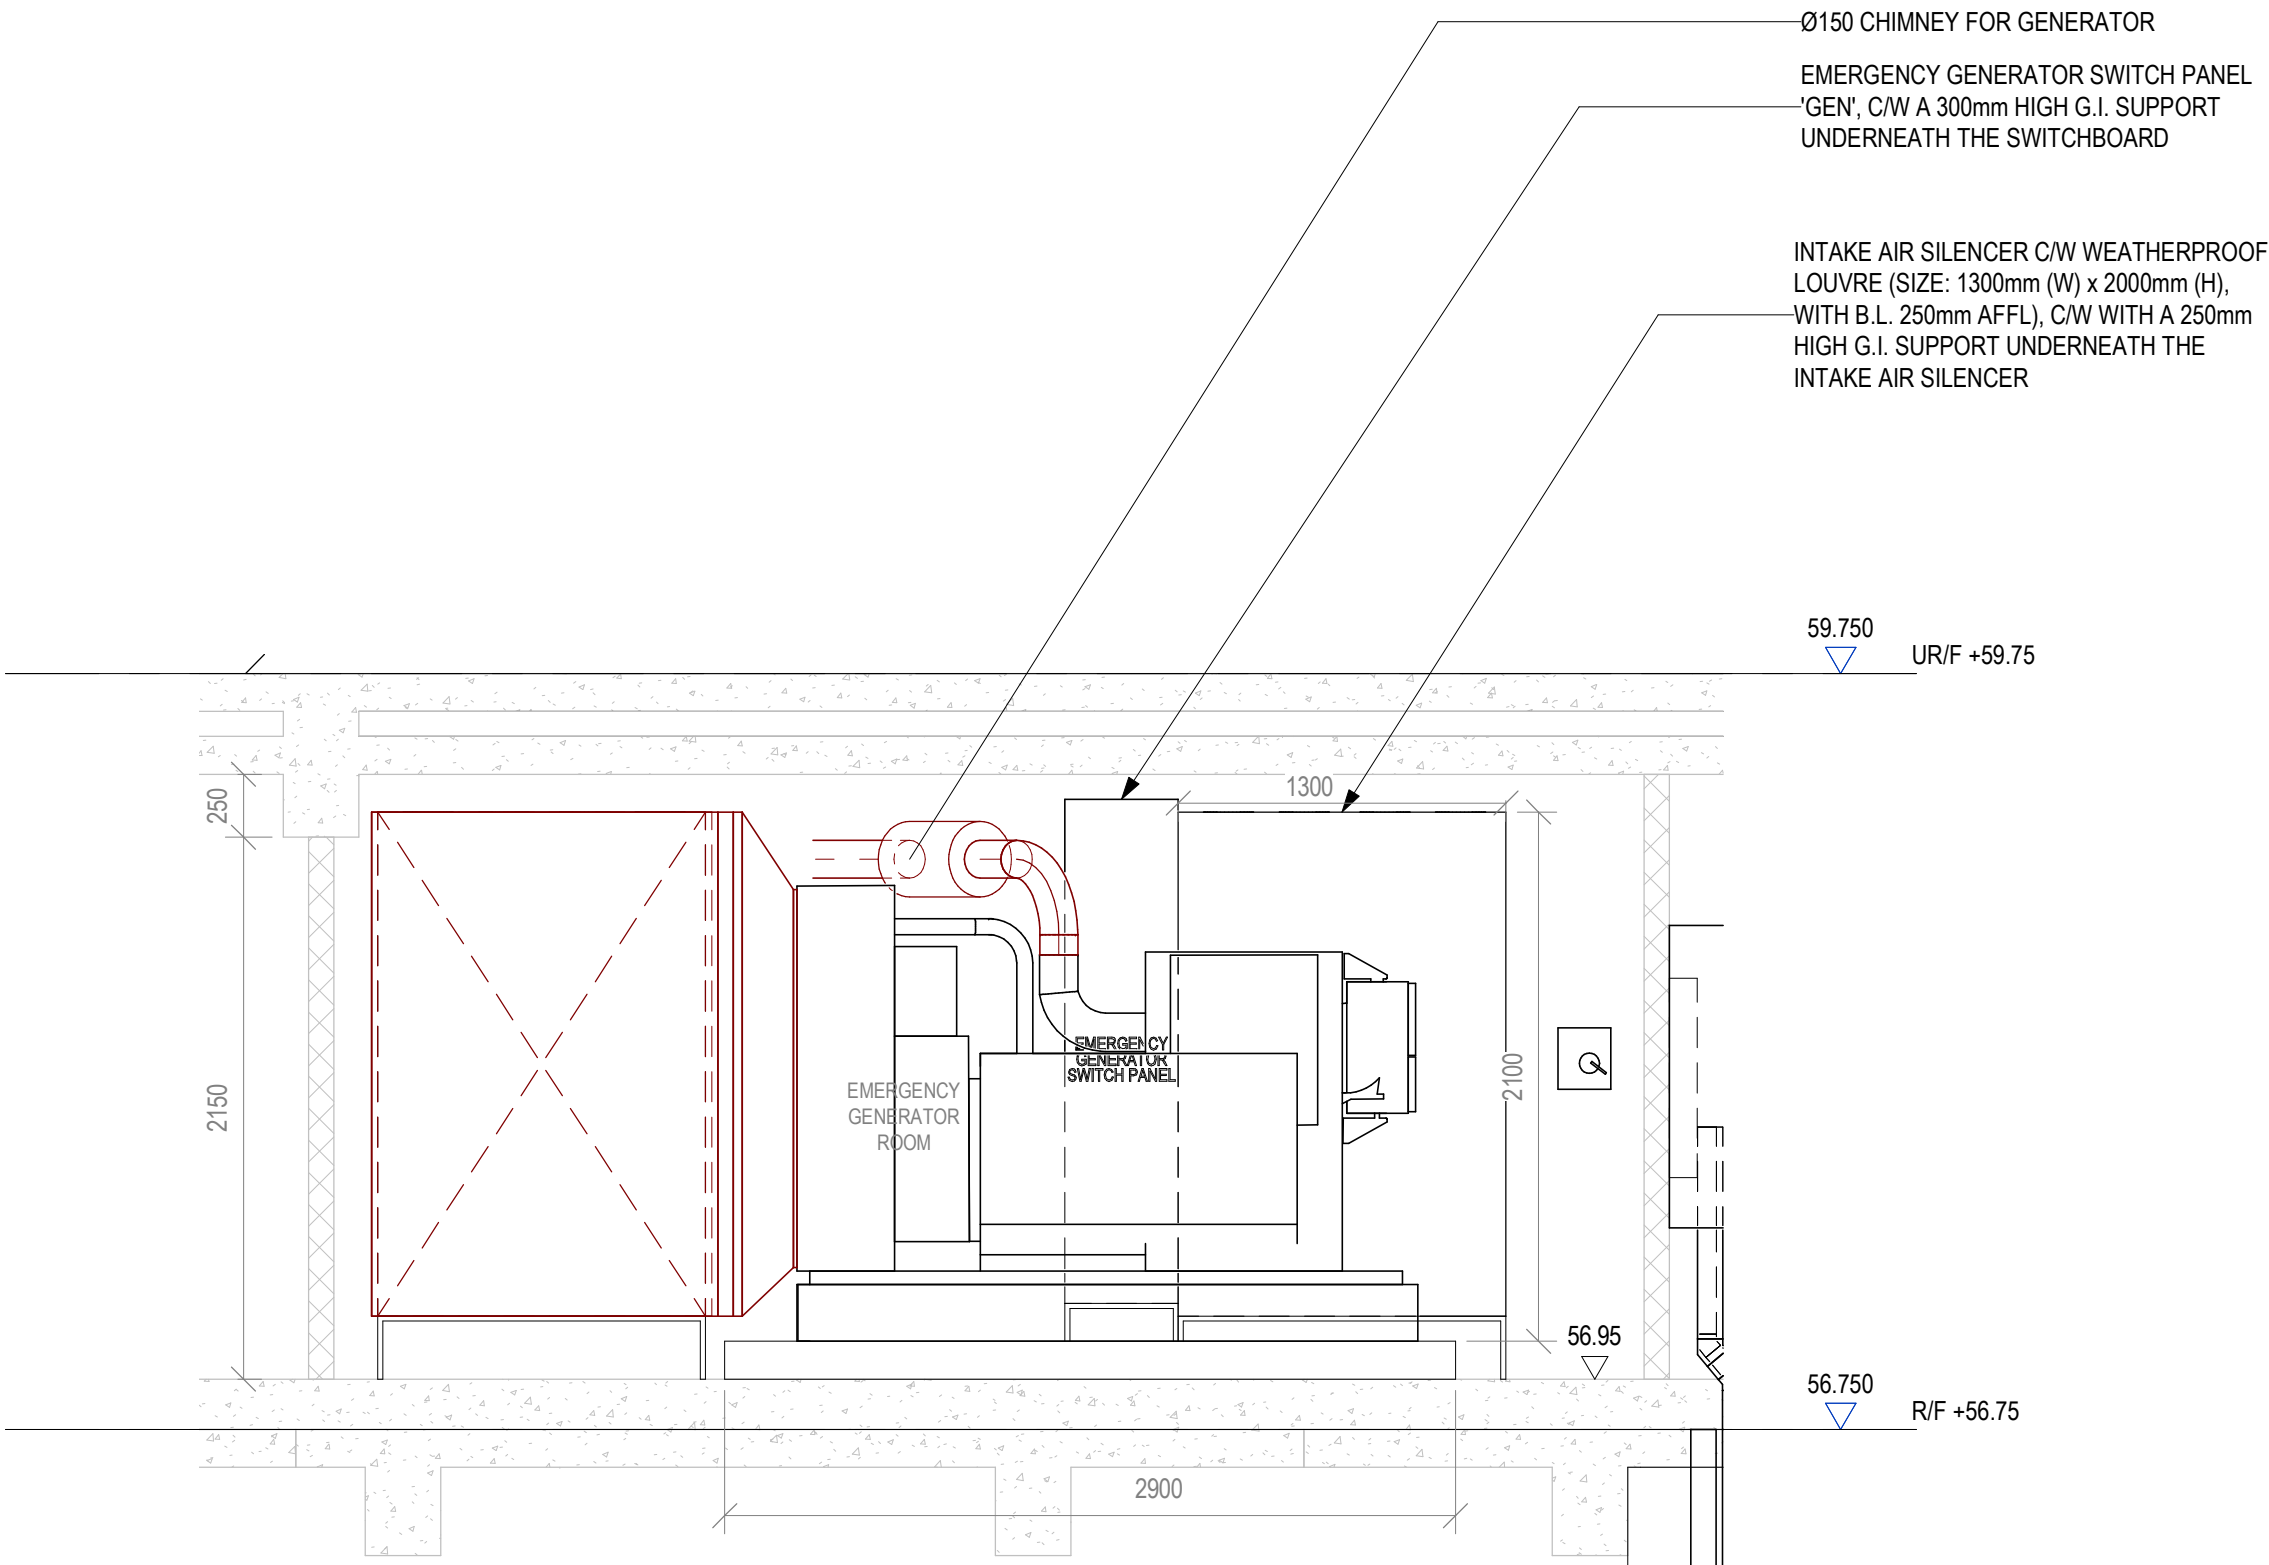 Ø150 CHIMNEY FOR GENERATOR
EMERGENCY GENERATOR SWITCH PANEL
'GEN', C/W A 300mm HIGH G.I. SUPPORT
UNDERNEATH THE SWITCHBOARD
INTAKE AIR SILENCER C/W WEATHERPROOF
LOUVRE (SIZE: 1300mm (W) x 2000mm (H),
WITH B.L. 250mm AFFL), C/W WITH A 250mm
HIGH G.I. SUPPORT UNDERNEATH THE
INTAKE AIR SILENCER
59.750
UR/F +59.75
250
1300
2150
2100
EMERGENCY
GENERATOR
SWITCH PANEL
EMERGENCY
GENERATOR
ROOM
56.95
56.750
R/F +56.75
2900